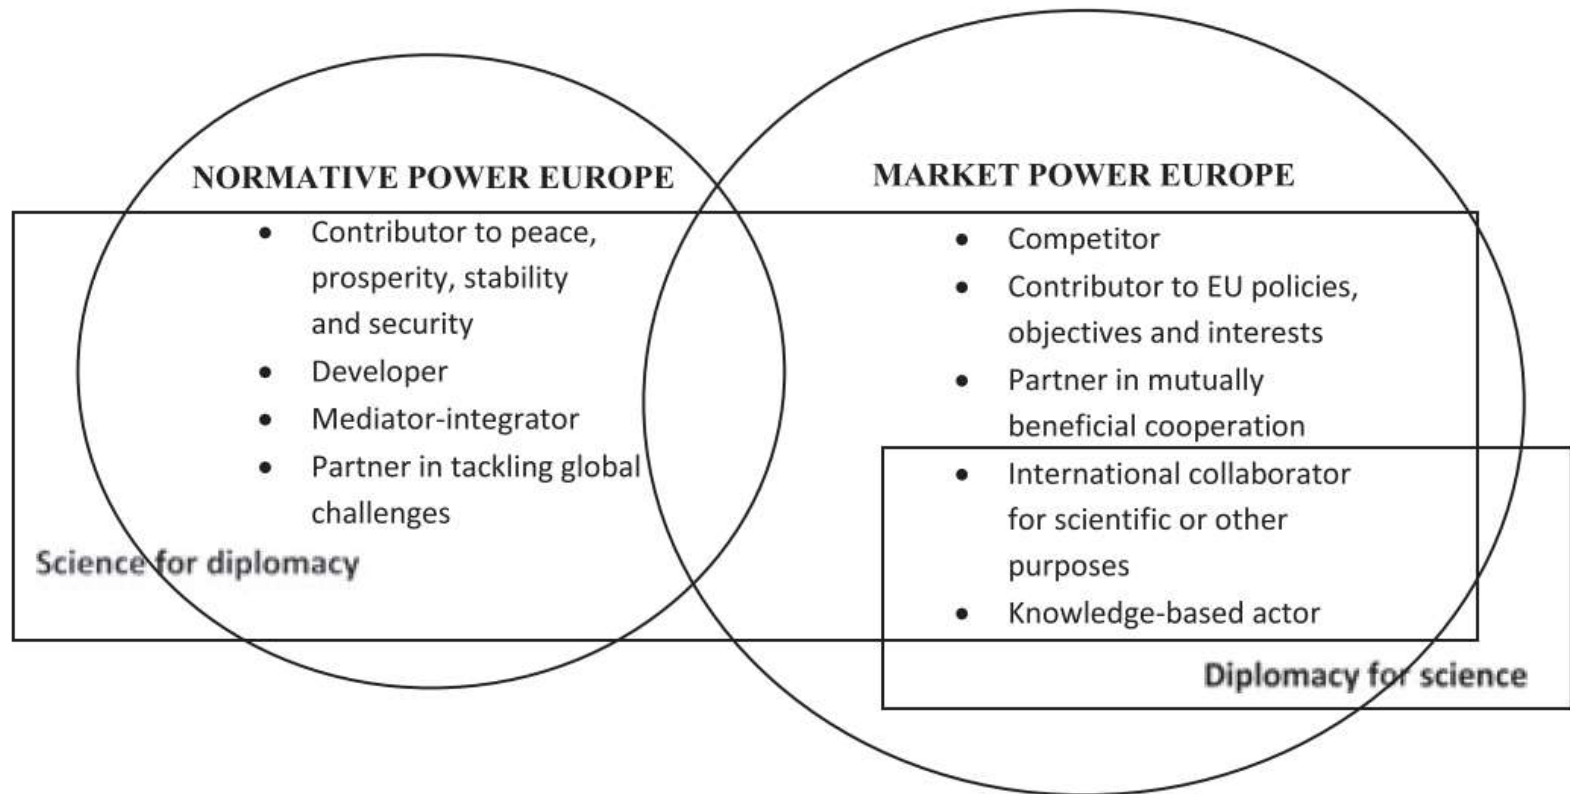 NORMATIVE POWER EUROPE
• Contributor to peace,
prosperity, stability
and security
• Developer
• Mediator-integrator
• Partner in tackling global
challenges
Science for diplomacy
MARKET POWER EUROPE
• Competitor
• Contributor to EU policies,
objectives and interests
• Partner in mutually
beneficial cooperation
• International collaborator
for scientific or other
purposes
• Knowledge-based actor
Diplomacy for science